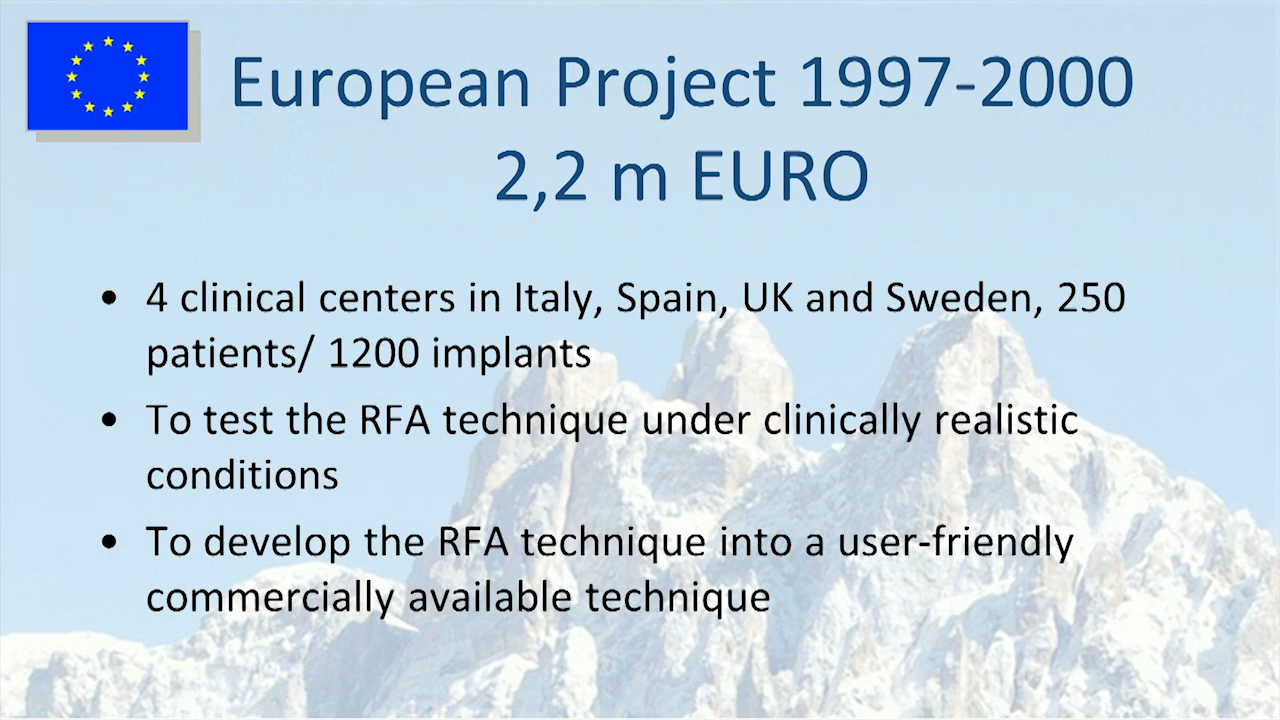 European Project 1997-2000
2,2 m EURO
• 4 clinical centers in Italy, Spain, UK and Sweden, 250
patients/ 1200 implants
• To test the RFA technique under clinically realistic
conditions
• To develop the RFA technique into a user-friendly
commercially available technique